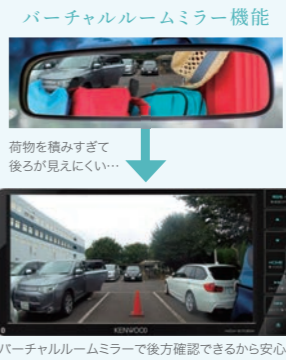 バーチャルルームミラー機能
荷物を積みすぎて
後ろが見えにくい…
KENWOOD
バーチャルルームミラーで後方確認できるから安心